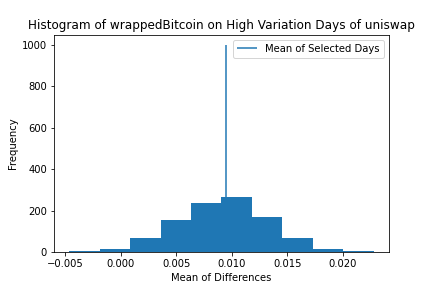 Histogram of wrappedBitcoin on High Variation Days of uniswap
Mean of Selected Days
1000
800
600
400
200
0
Frequency
−0.005 0.000 0.005 0.010 0.015 0.020
Mean of Differences